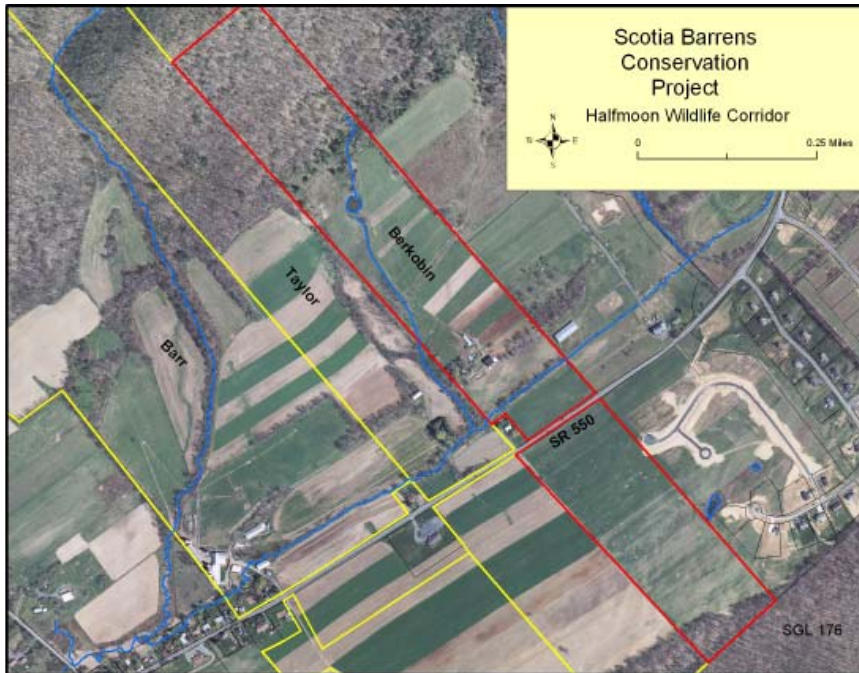 Scotia Barrens
Conservation
Project
Halfmoon Wildlife Corridor
N
W E
S
0 0.25 Miles
Berkobin
Taylor
Barr
SR 550
SGL 176